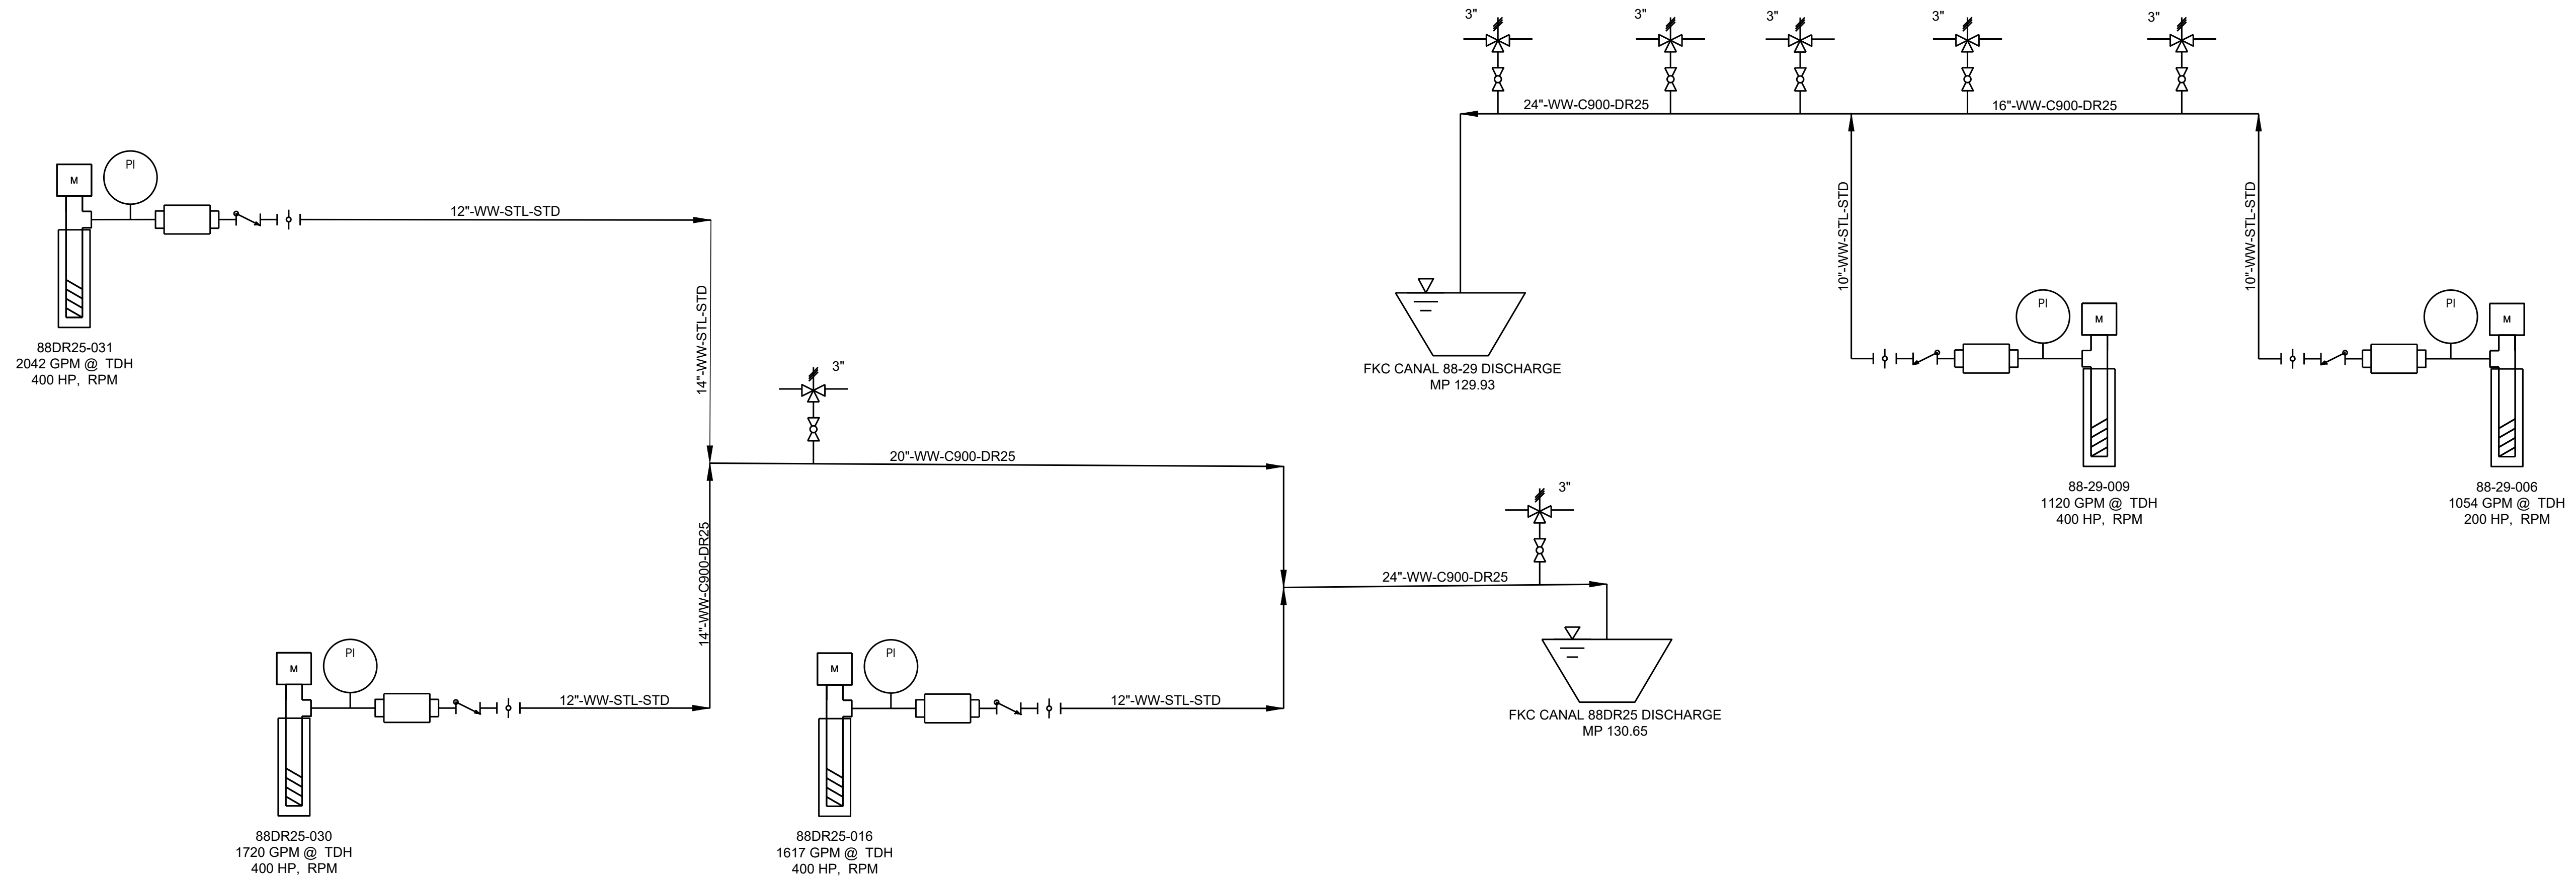 3"
3"
3"
3"
3"
24"-WW-C900-DR25
16"-WW-C900-DR25
M
PI
12"-WW-STL-STD
10"-WW-STL-STD
10"-WW-STL-STD
14"-WW-STL-STD
PI
M
PI
M
88DR25-031
2042 GPM @  TDH
400 HP,  RPM
FKC CANAL 88-29 DISCHARGE
MP 129.93
3"
20"-WW-C900-DR25
88-29-009
1120 GPM @  TDH
400 HP,  RPM
88-29-006
1054 GPM @  TDH
200 HP,  RPM
3"
14"-WW-C900-DR25
24"-WW-C900-DR25
M
PI
12"-WW-STL-STD
M
PI
12"-WW-STL-STD
FKC CANAL 88DR25 DISCHARGE
MP 130.65
88DR25-030
1720 GPM @  TDH
400 HP,  RPM
88DR25-016
1617 GPM @  TDH
400 HP,  RPM